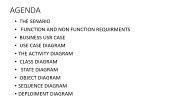 AGENDA
• THE SENARIO
• FUNCTION AND NON FUNCTION REQUIRMENTS
• BUSINESS USR CASE
• USE CASE DIAGRAM
• THE ACTIVITY DIAGRAM
• CLASS DIAGRAM
• STATE DIAGRAM
• OBJECT DIAGRAM
• SEQUENCE DIAGRAM
• DEPLOIMENT DIAGRAM